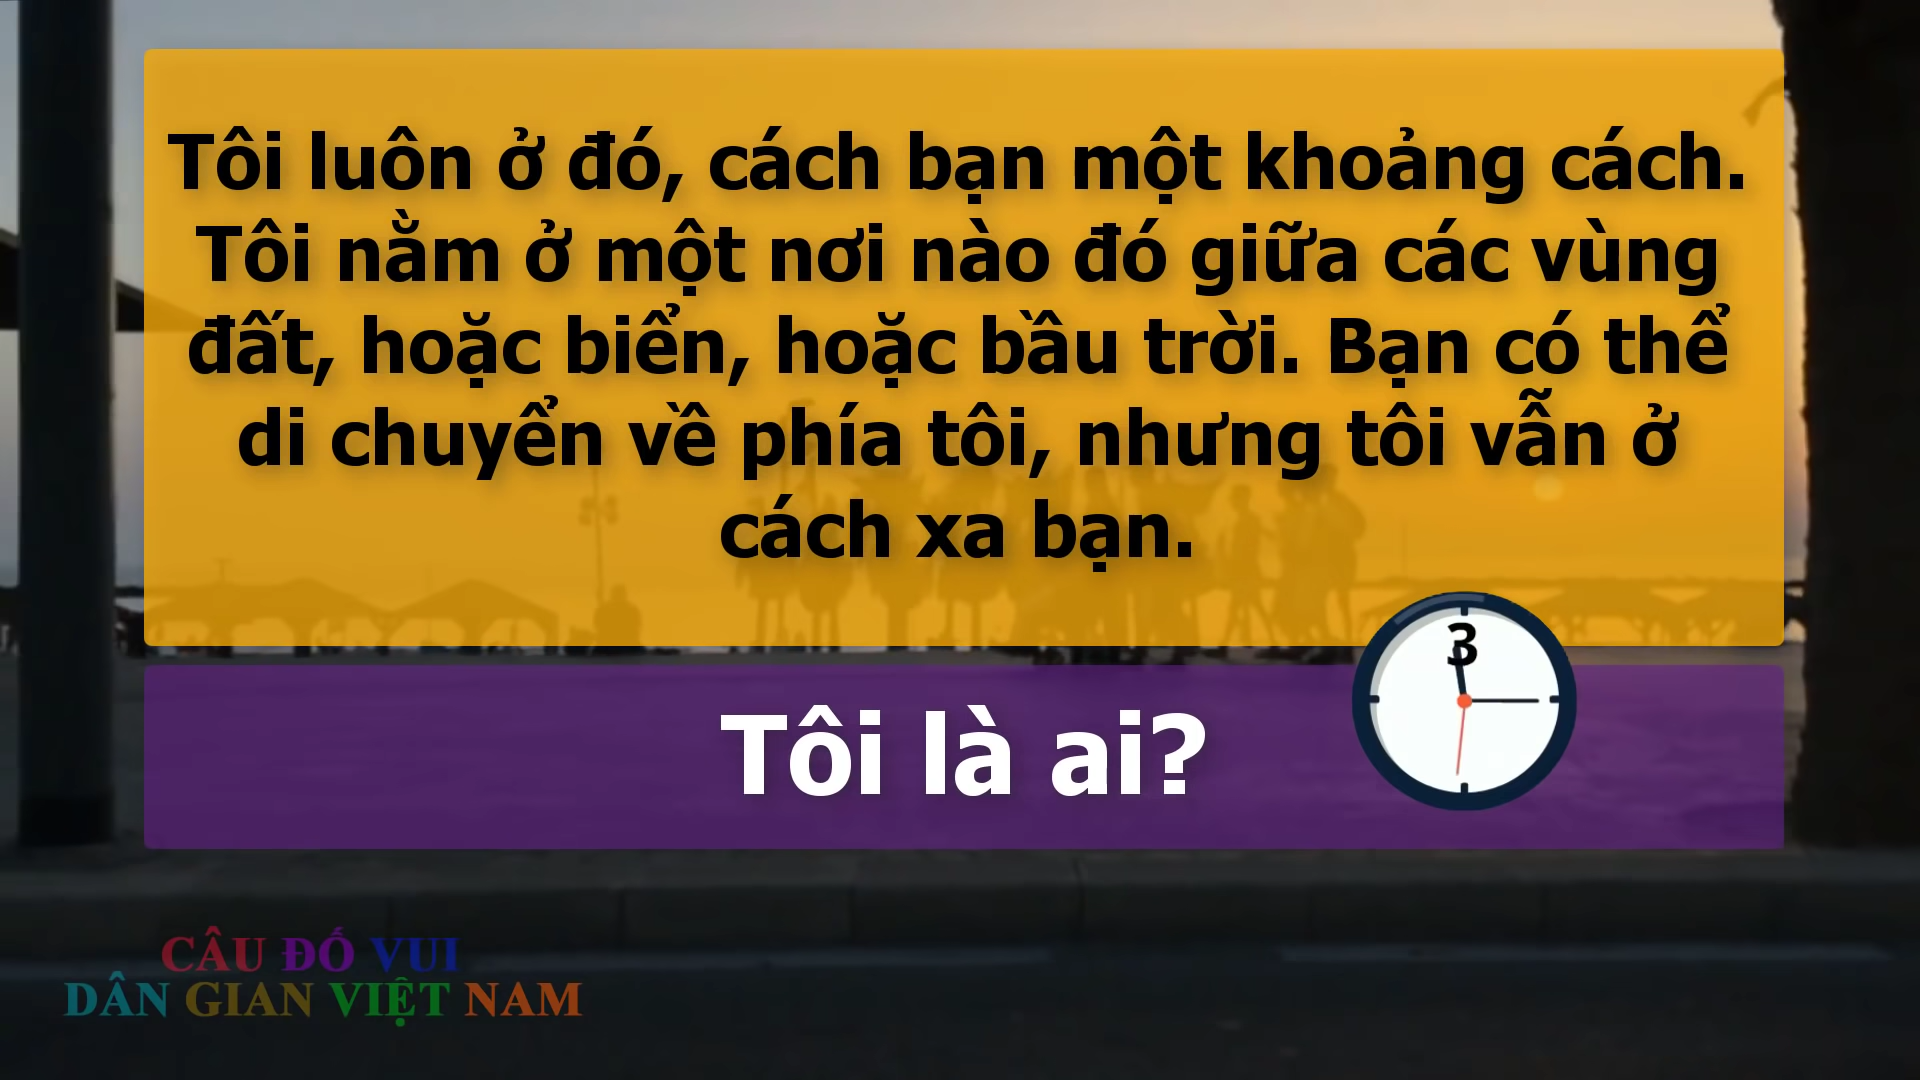 Tôi luôn ở đó, cách bạn một khoảng cách.
Tôi nằm ở một nơi nào đó giữa các vùng
đất, hoặc biển, hoặc bầu trời. Bạn có thể
di chuyển về phía tôi, nhưng tôi vẫn ở
cách xa bạn.
3
Tôi là ai?
CÂU ĐỐ VUI
DÂN GIAN VIỆT NAM